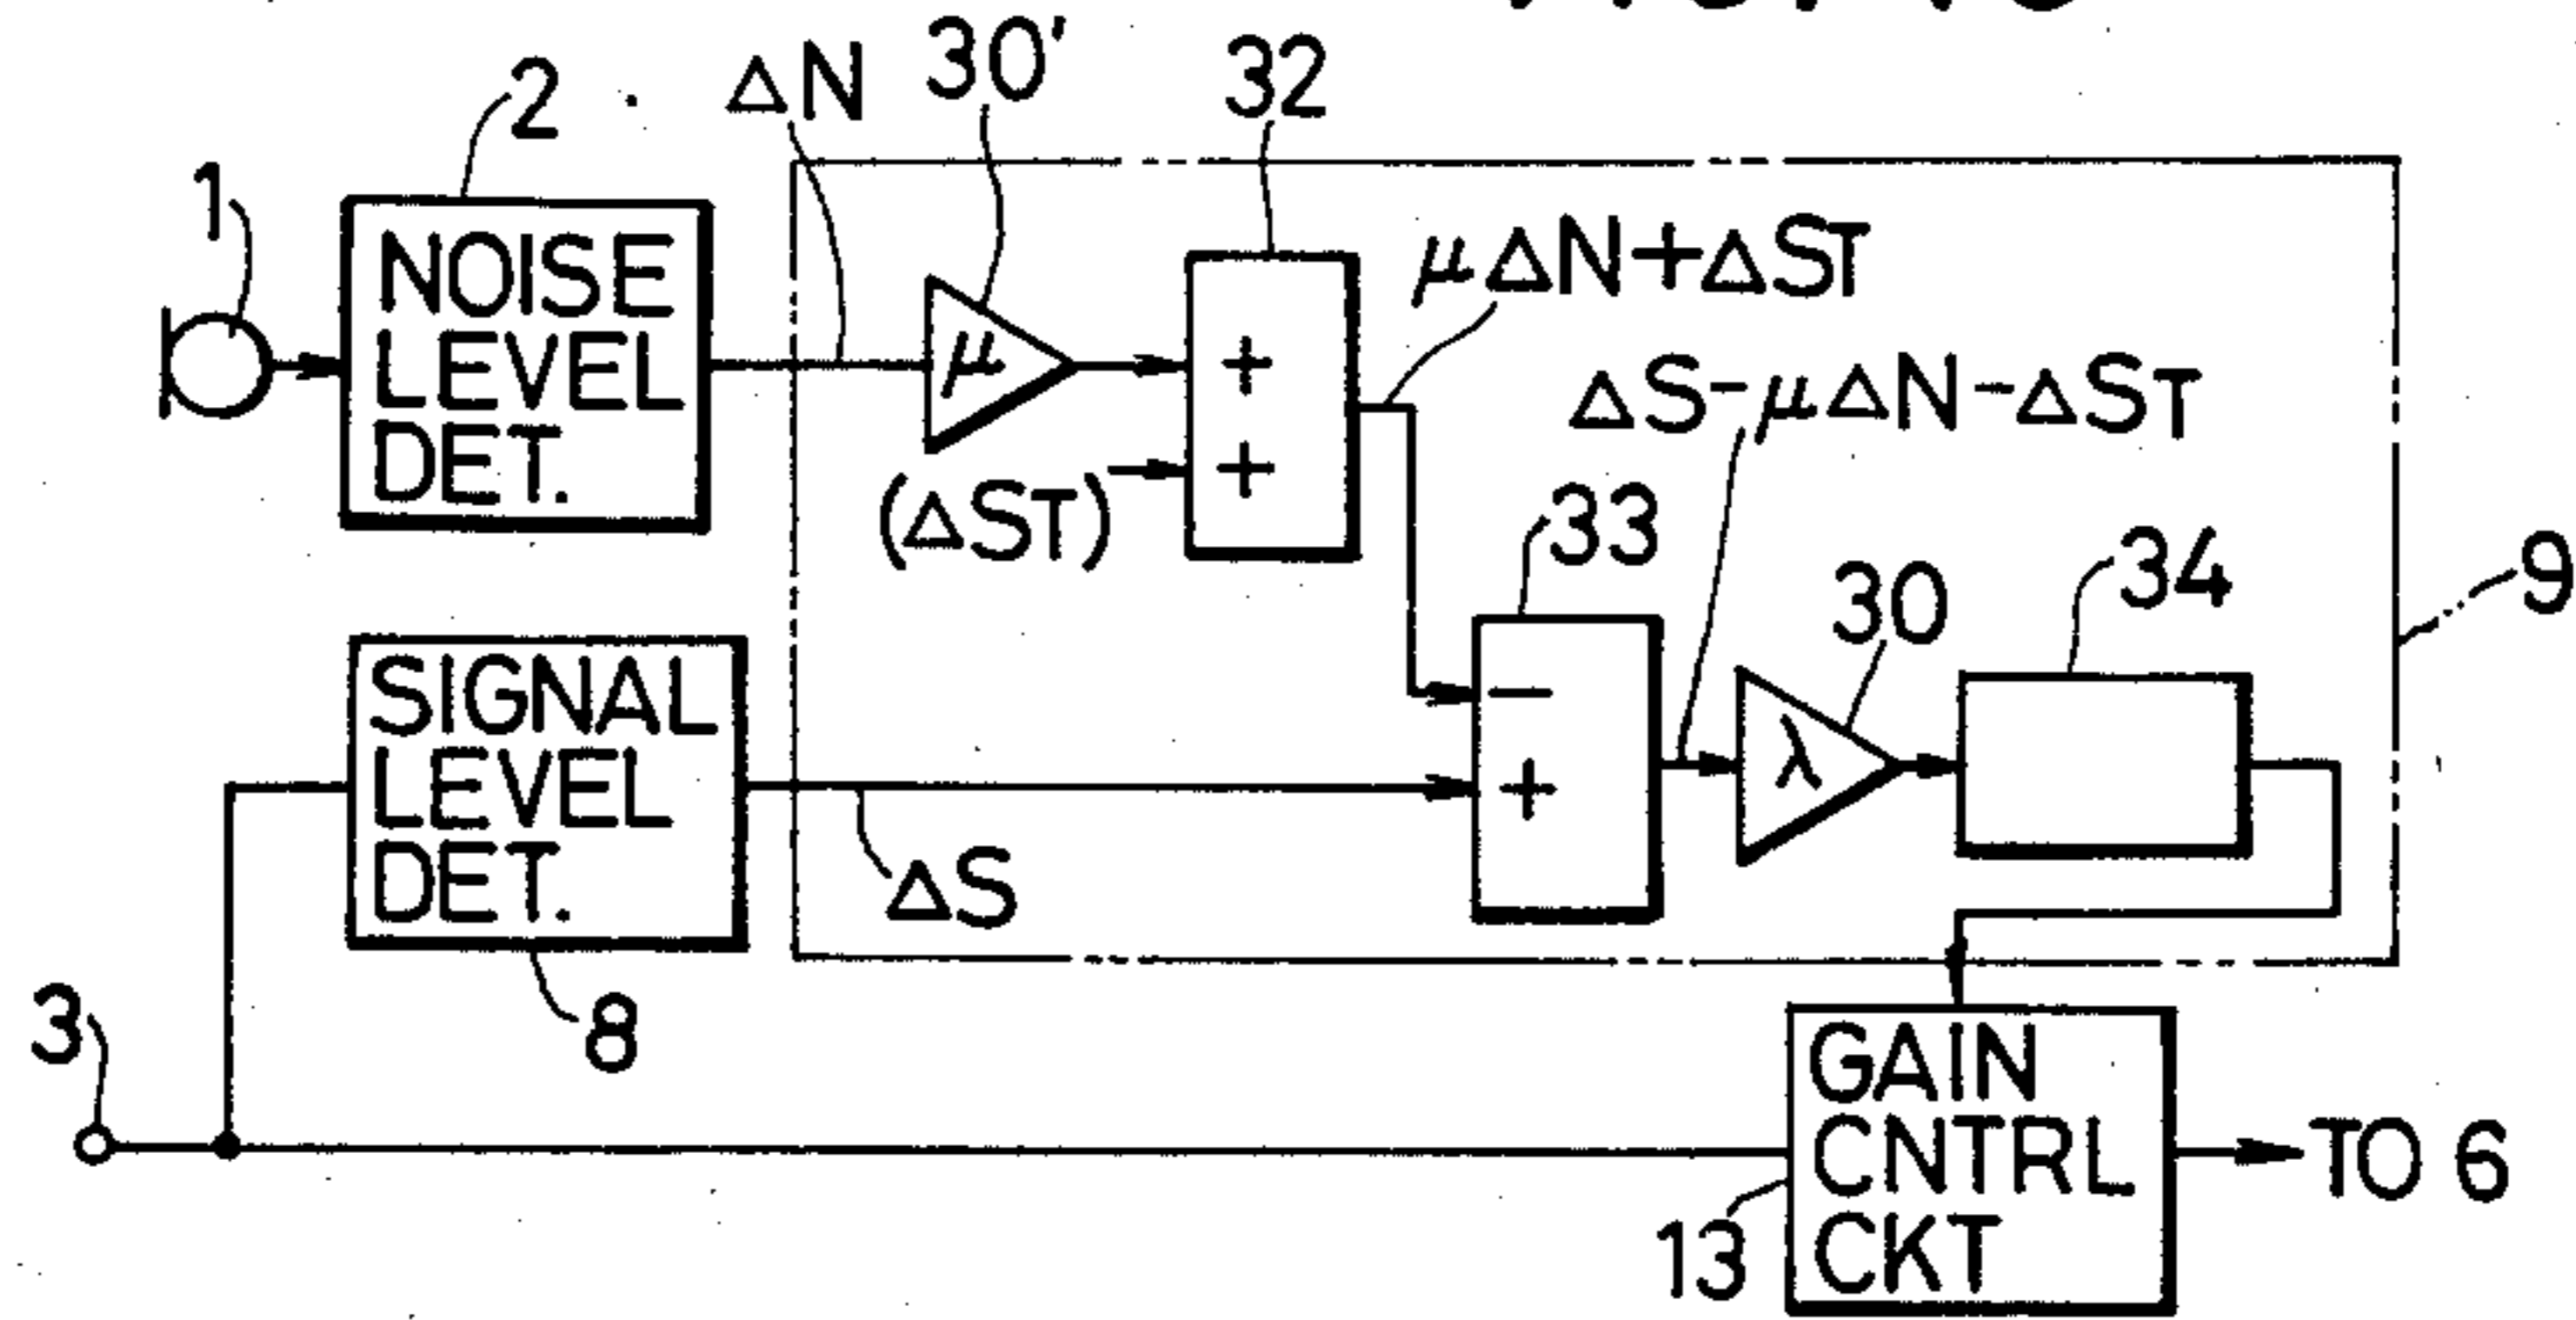 2
ΔN
30'
32
1
NOISE
LEVEL
DET.
μ
+
+
(ΔST)
μΔN+ΔST
ΔS-μΔN-ΔST
33
30
34
9
SIGNAL
LEVEL
DET.
−
+
λ
ΔS
8
3
GAIN
CNTRL
CKT
13
TO 6